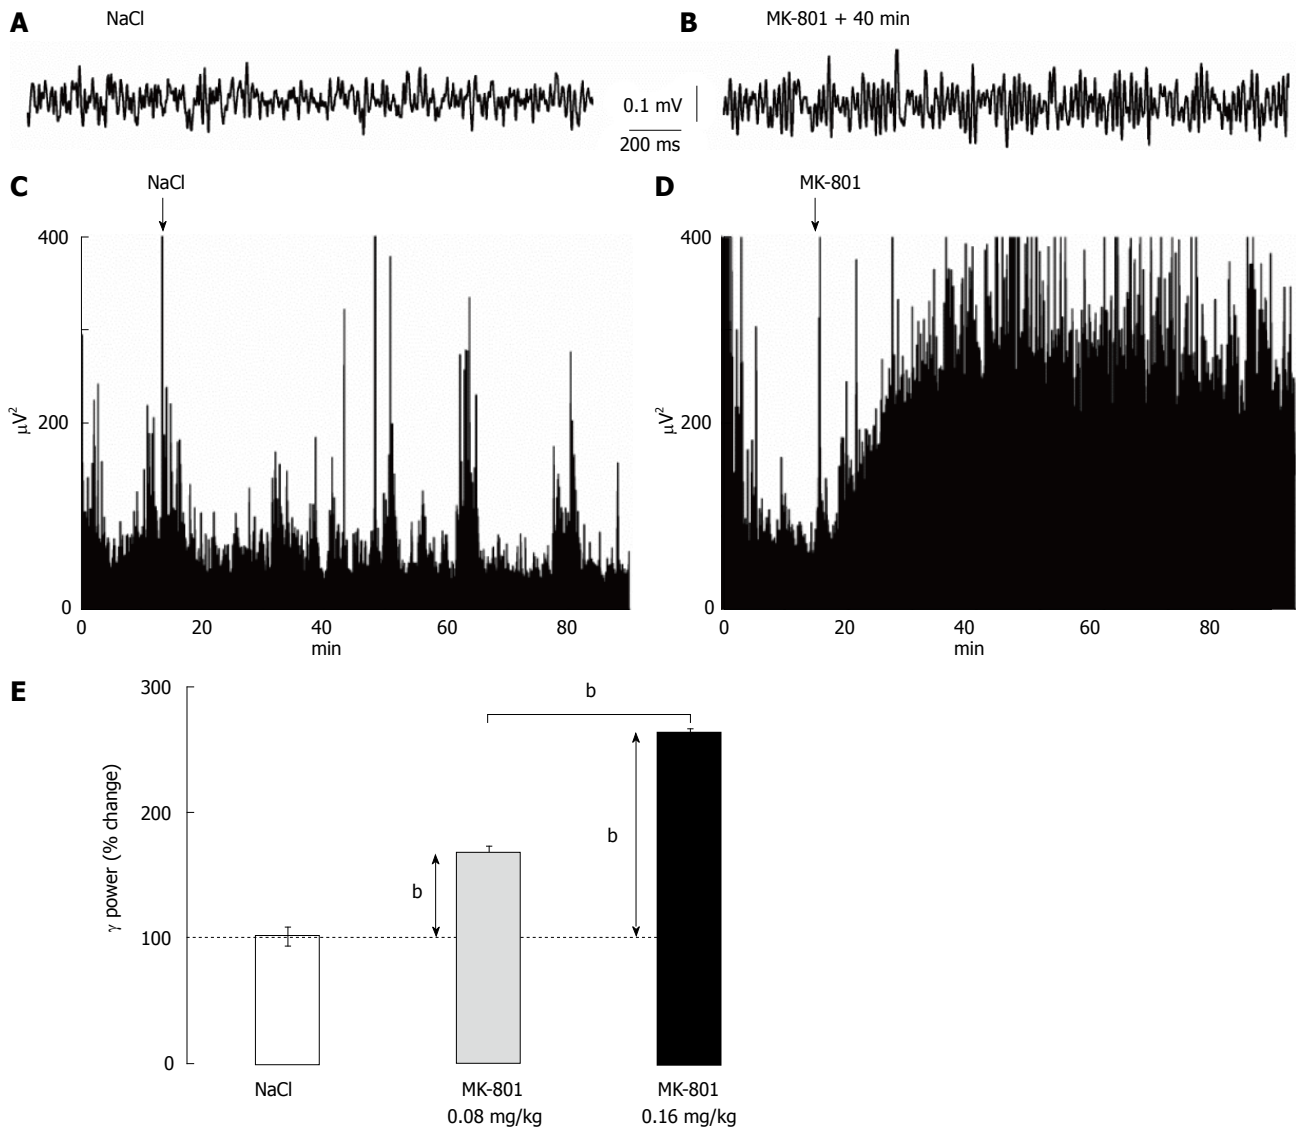 A NaCl
B MK-801 + 40 min
0.1 mV
200 ms
C NaCl
400
200
0
μV²
0 20 40 60 80
min
D MK-801
400
200
0
μV²
0 20 40 60 80
min
E
300
200
100
0
γ power (% change)
b
b
b
NaCl
MK-801
0.08 mg/kg
MK-801
0.16 mg/kg